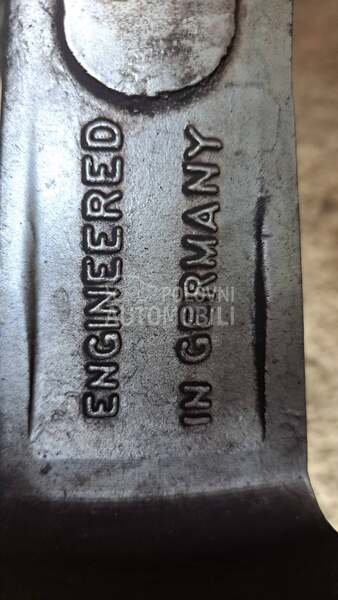 ENGINEERED
IN GERMANY
POLOVNI
AUTOMOBILI